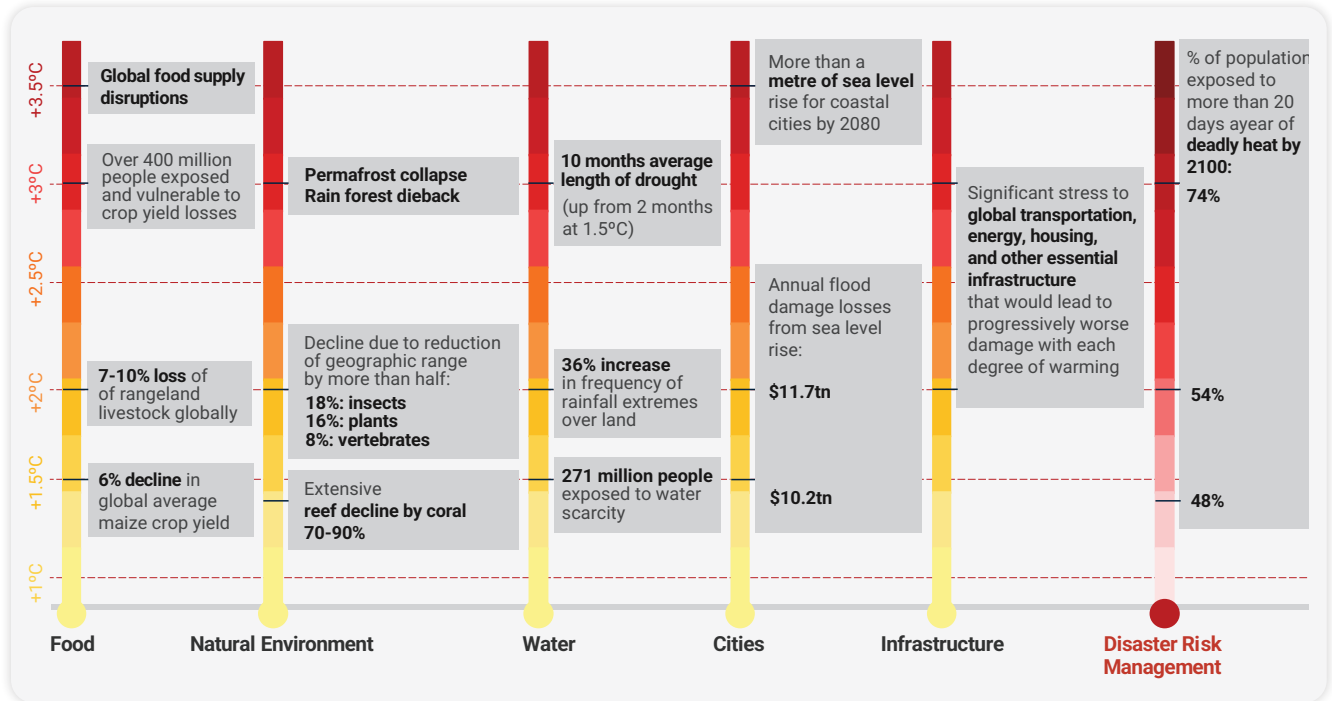 +3.5ºC
+3ºC
+2.5ºC
+2ºC
+1.5ºC
+1ºC
Global food supply
disruptions
Over 400 million
people exposed
and vulnerable to
crop yield losses
7-10% loss of
of rangeland
livestock globally
6% decline in
global average
maize crop yield
Food
Permafrost collapse
Rain forest dieback
Decline due to reduction
of geographic range
by more than half:
18%: insects
16%: plants
8%: vertebrates
Extensive
reef decline by coral
70-90%
Natural Environment
10 months average
length of drought
(up from 2 months
at 1.5ºC)
36% increase
in frequency of
rainfall extremes
over land
271 million people
exposed to water
scarcity
Water
More than a
metre of sea level
rise for coastal
cities by 2080
Annual flood
damage losses
from sea level
rise:
$11.7tn
$10.2tn
Cities
Significant stress to
global transportation,
energy, housing,
and other essential
infrastructure
that would lead to
progressively worse
damage with each
degree of warming
Infrastructure
% of population
exposed to
more than 20
days ayear of
deadly heat by
2100:
74%
54%
48%
Disaster Risk
Management